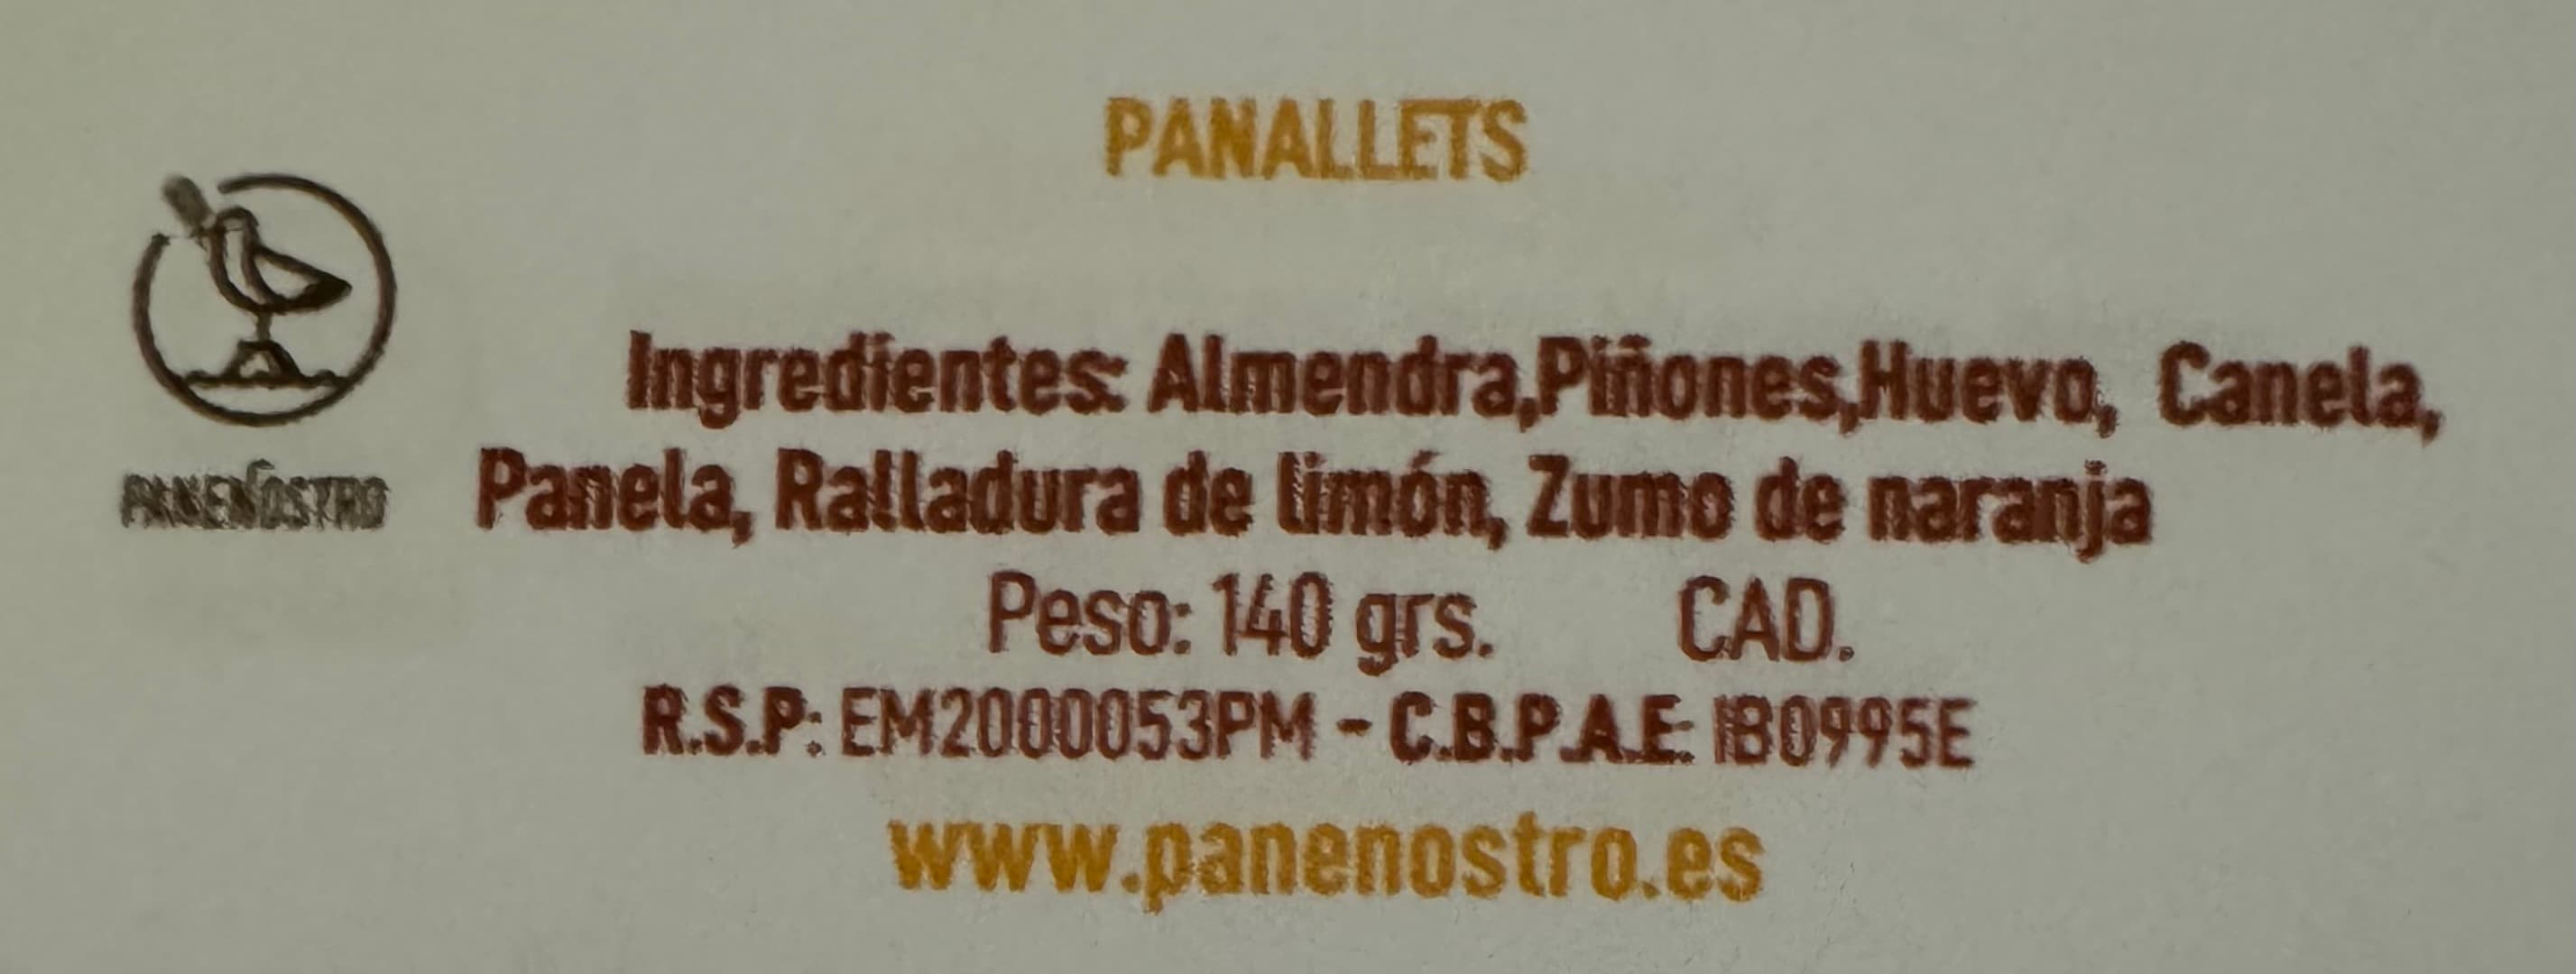 PANALLETS
Ingredientes: Almendra,Piñones,Huevo, Canela,
Panela, Ralladura de limón, Zumo de naranja
Peso: 140 grs. CAD.
R.S.P: EM2000053PM - C.B.P.A.E: IB0995E
www.panenostro.es
PANENOSTRO